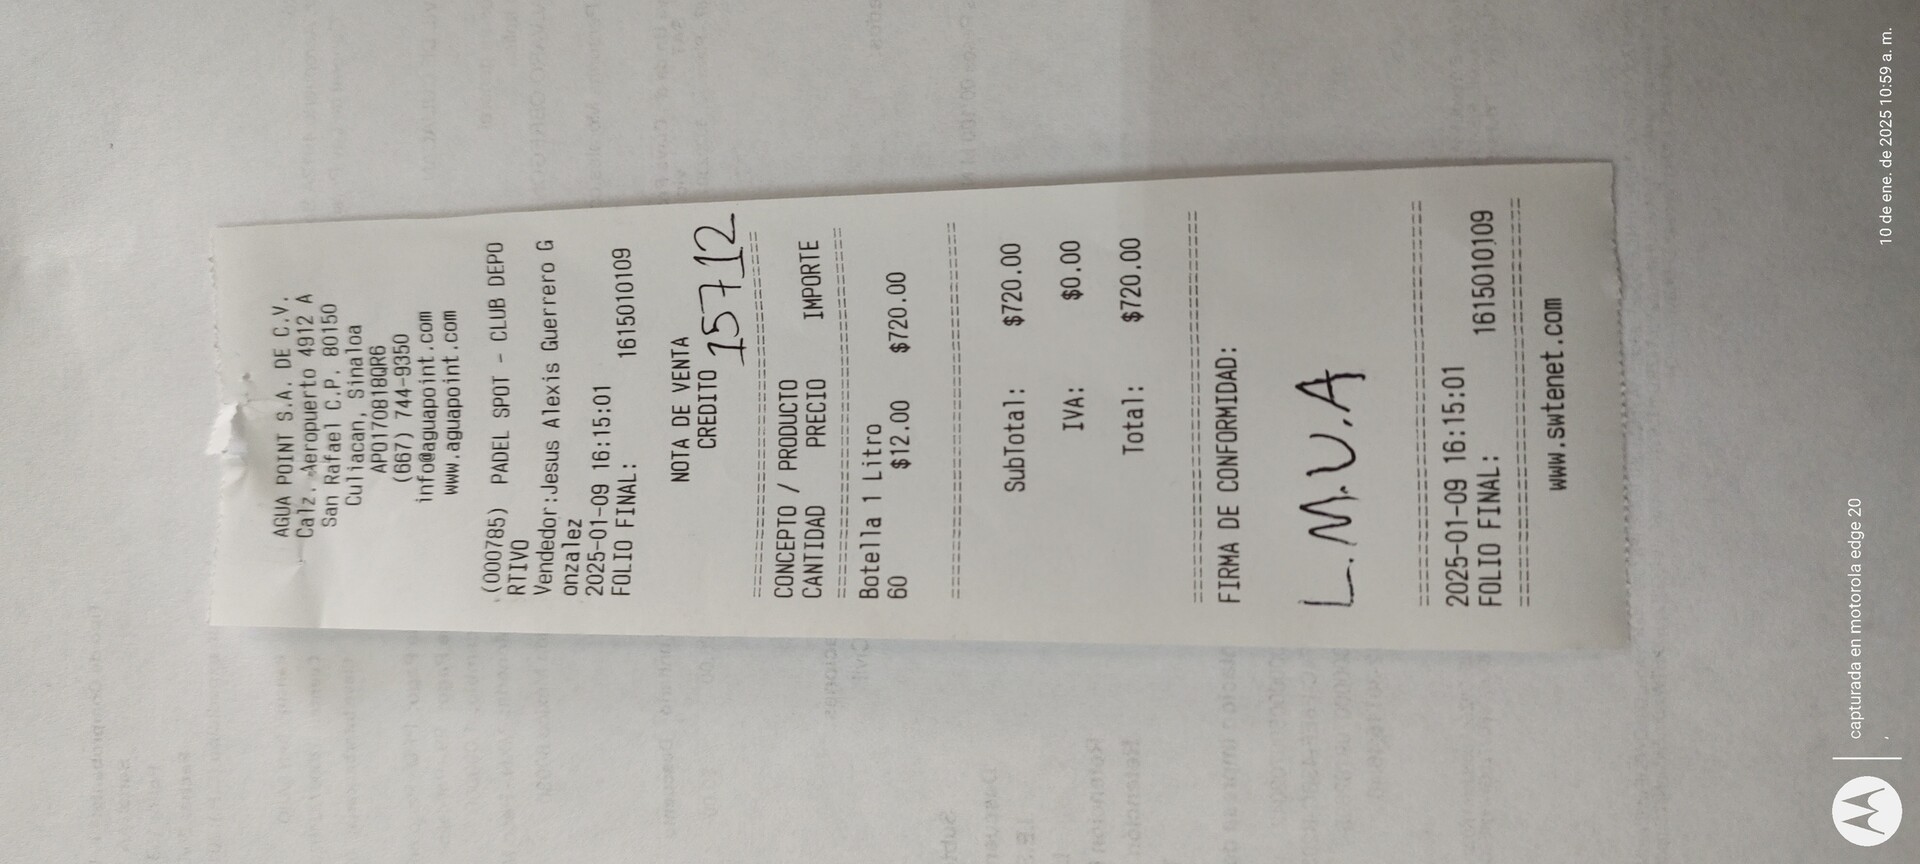 AGUA POINT S.A. DE C.V.
Calz. Aeropuerto 4912 A
San Rafael C.P. 80150
Culiacan, Sinaloa
APO170818QR6
(667) 744-9350
info@aguapoint.com
www.aguapoint.com
(000785) PADEL SPOT - CLUB DEPO
RTIVO
Vendedor:Jesus Alexis Guerrero G
onzalez
2025-01-09 16:15:01
FOLIO FINAL: 1615010109
NOTA DE VENTA
CREDITO 15712
CONCEPTO / PRODUCTO
CANTIDAD PRECIO IMPORTE
Botella 1 Litro
60 $12.00 $720.00
SubTotal: $720.00
IVA: $0.00
Total: $720.00
FIRMA DE CONFORMIDAD:
L.M.V.A
2025-01-09 16:15:01
FOLIO FINAL: 1615010109
www.swtenet.com
capturada en motorola edge 20
10 de ene. de 2025 10:59 a. m.